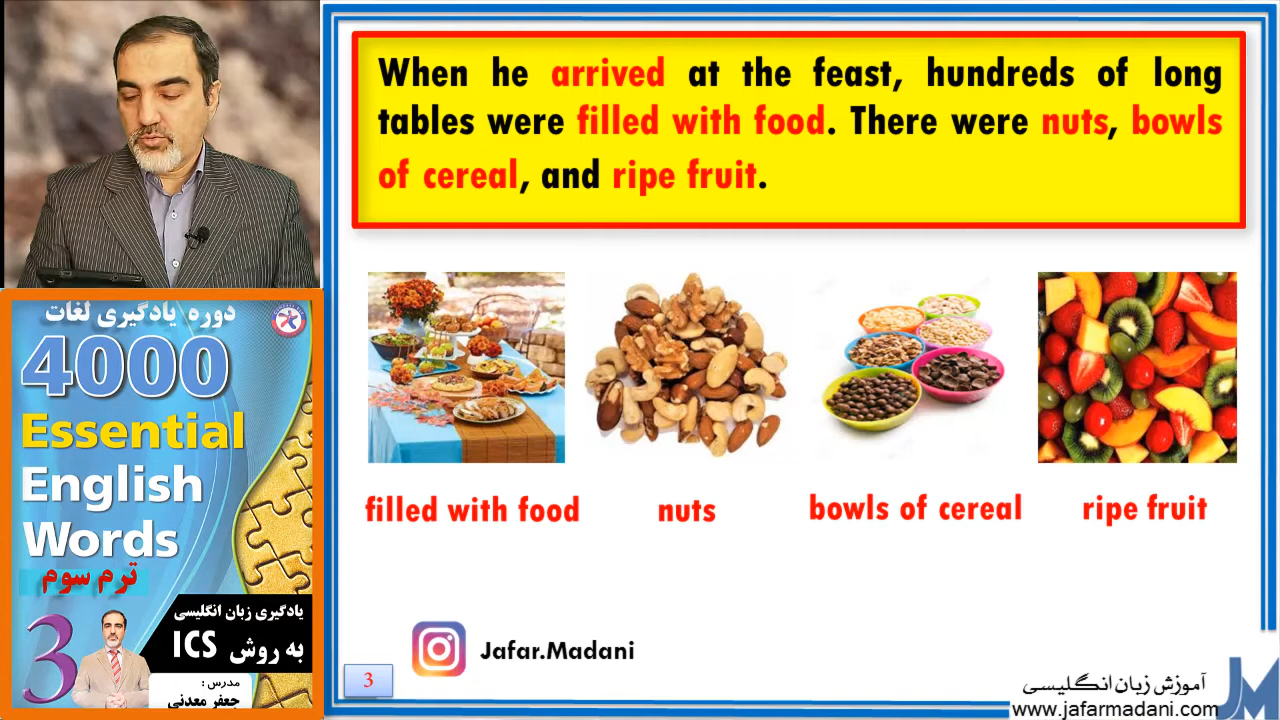 When he arrived at the feast, hundreds of long
tables were filled with food. There were nuts, bowls
of cereal, and ripe fruit.
filled with food
nuts
bowls of cereal
ripe fruit
Jafar.Madani
3
آموزش زبان انگلیسی
www.jafarmadani.com
JM
دوره یادگیری لغات
4000
Essential
English
Words
ترم سوم
3
یادگیری زبان انگلیسی
به روش ICS
مدرس :
جعفر معدنی